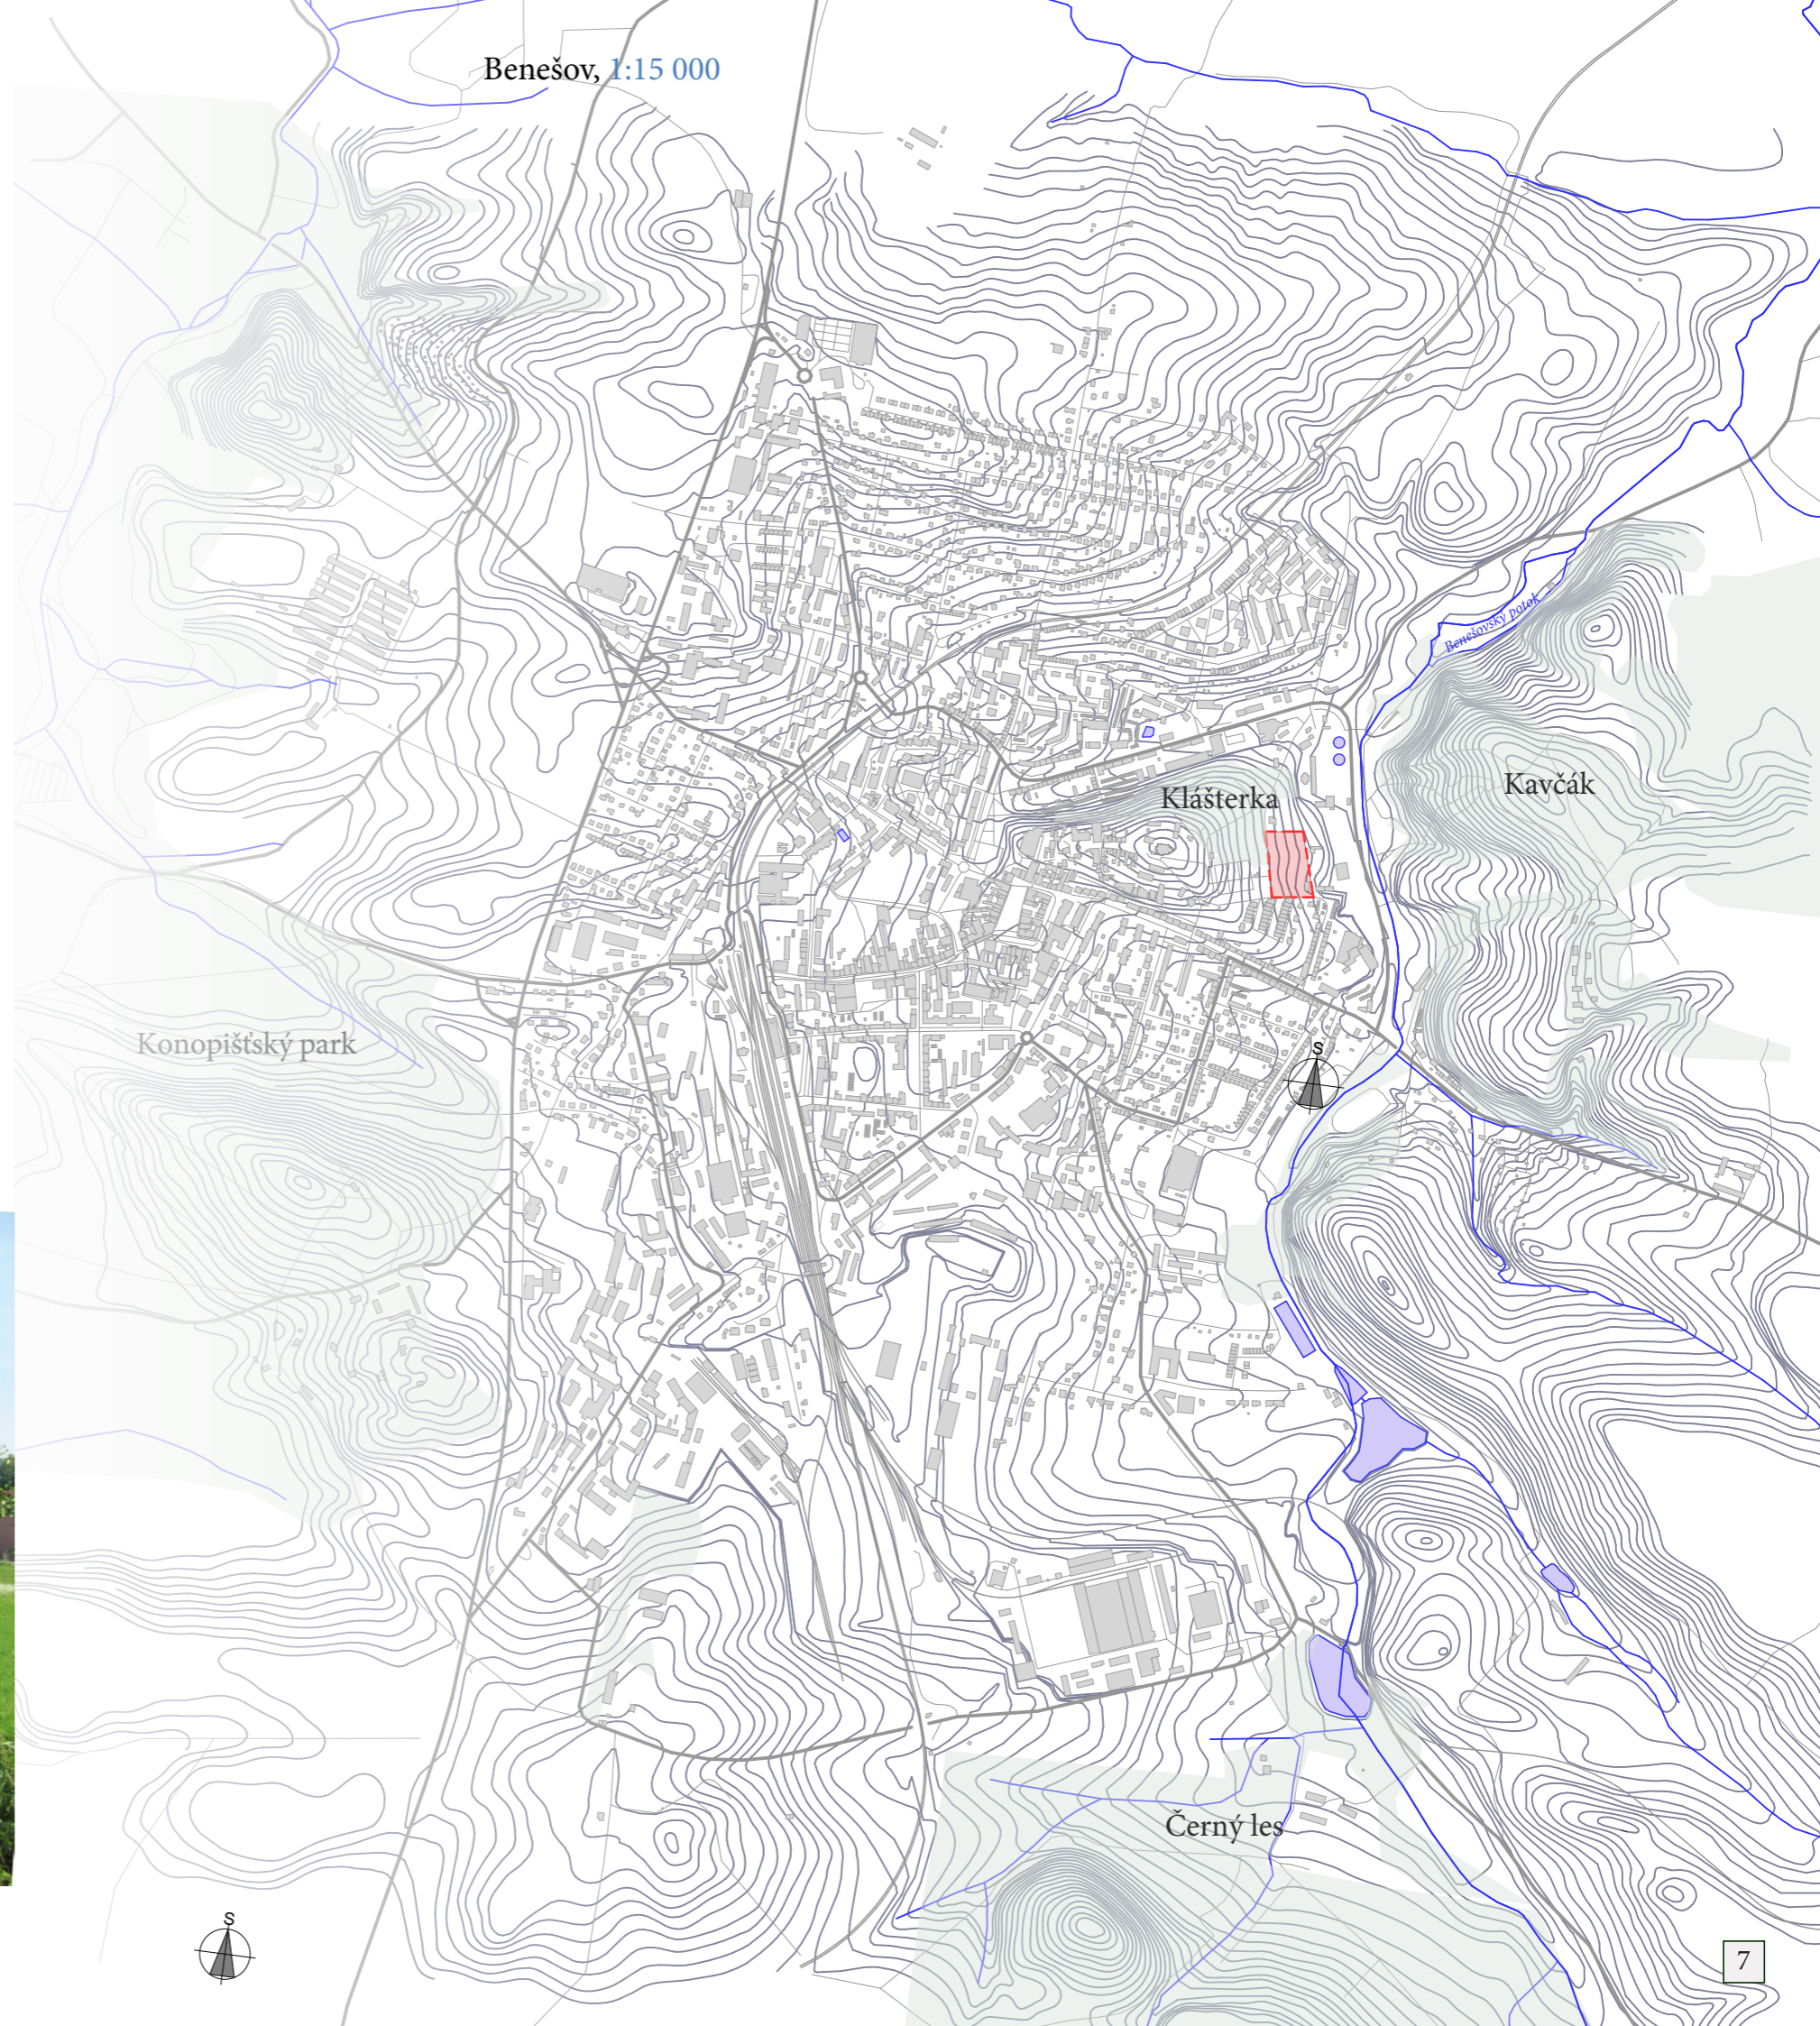 Benešov, 1:15 000
Benešovský potok
Kavčák
Klášterka
Konopišťský park
S
Černý les
S
7